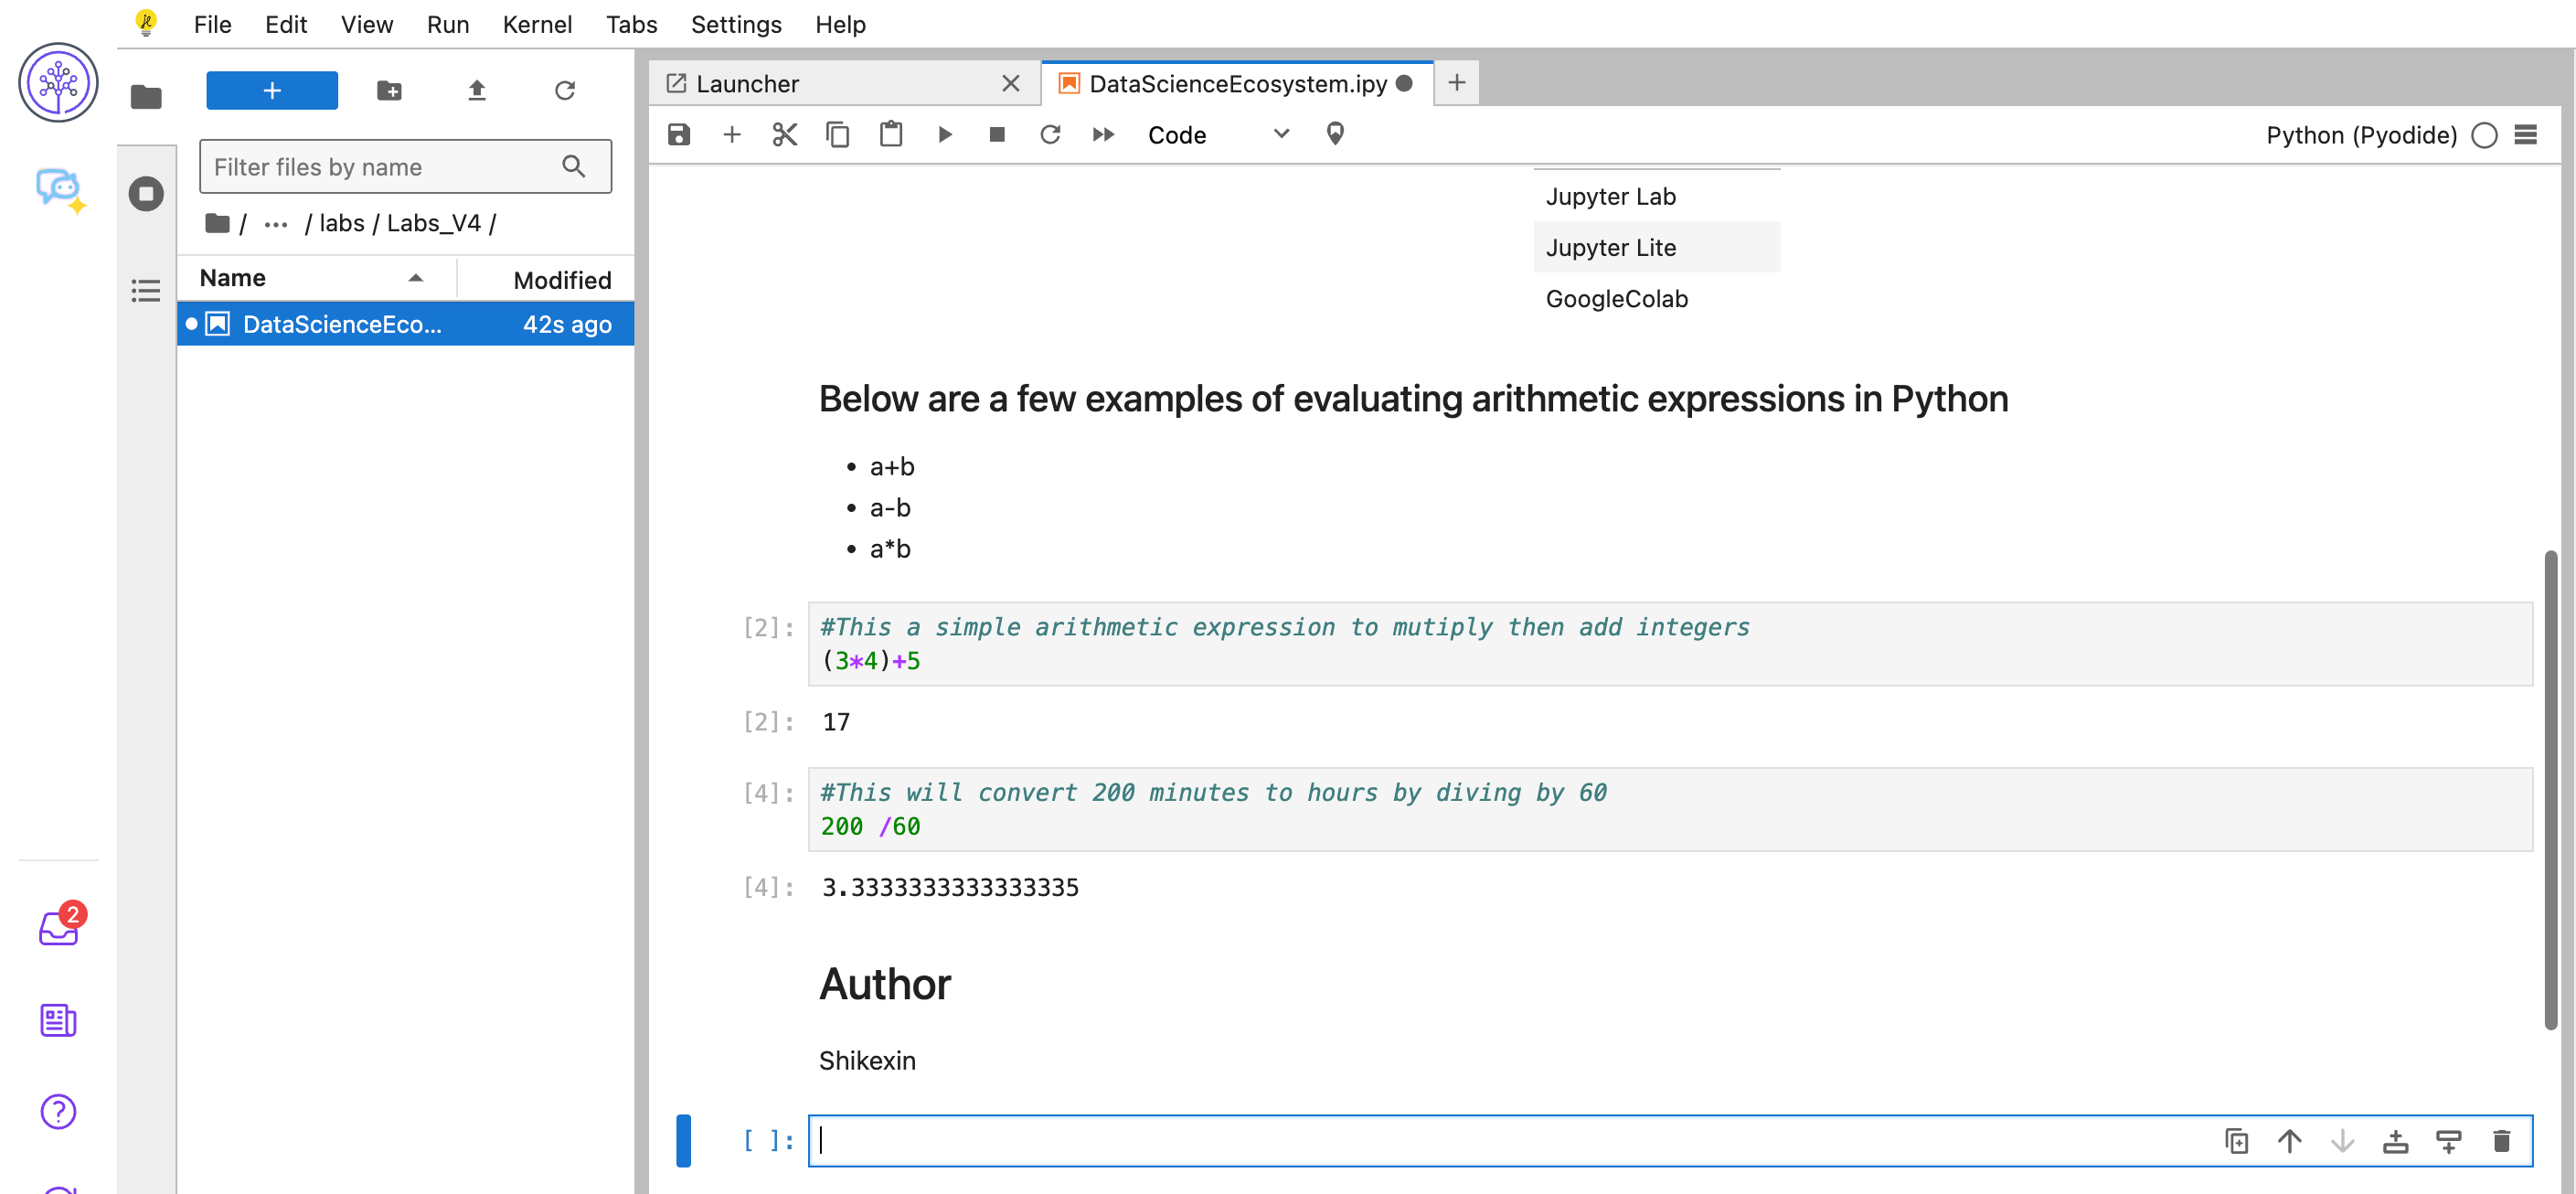 File Edit View Run Kernel Tabs Settings Help
Launcher
DataScienceEcosystem.ipy
Filter files by name
Code
Python (Pyodide)
/ ... / labs / Labs_V4 /
Name
Modified
DataScienceEco...
42s ago
Jupyter Lab
Jupyter Lite
GoogleColab
Below are a few examples of evaluating arithmetic expressions in Python
• a+b
• a-b
• a*b
[2]: #This a simple arithmetic expression to mutiply then add integers
(3*4)+5
[2]: 17
[4]: #This will convert 200 minutes to hours by diving by 60
200 /60
[4]: 3.3333333333333335
Author
Shikexin
[ ]:
2